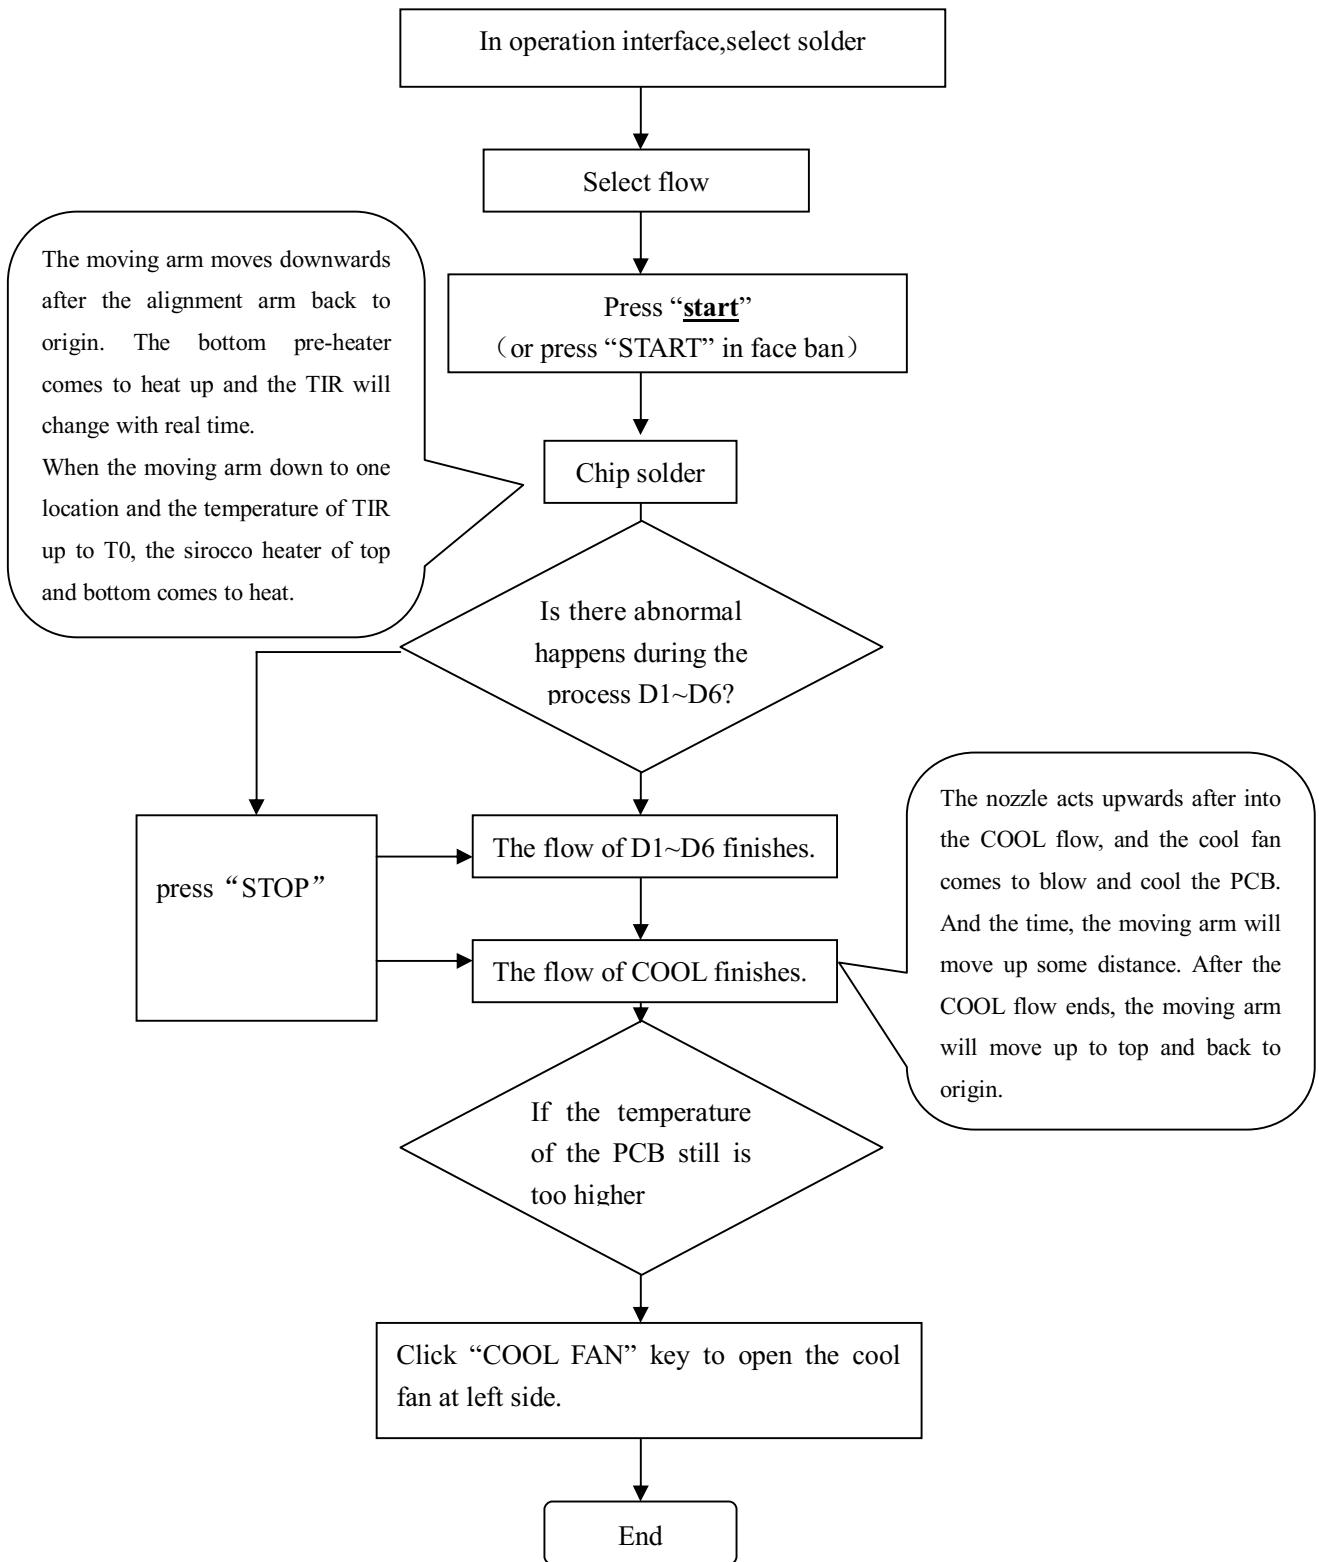 In operation interface,select solder
Select flow
The moving arm moves downwards
after the alignment arm back to
origin. The bottom pre-heater
comes to heat up and the TIR will
change with real time.
When the moving arm down to one
location and the temperature of TIR
up to T0, the sirocco heater of top
and bottom comes to heat.
Press “start”
（or press “START” in face ban）
Chip solder
Is there abnormal
happens during the
process D1~D6?
press “STOP”
The flow of D1~D6 finishes.
The flow of COOL finishes.
The nozzle acts upwards after into
the COOL flow, and the cool fan
comes to blow and cool the PCB.
And the time, the moving arm will
move up some distance. After the
COOL flow ends, the moving arm
will move up to top and back to
origin.
If the temperature
of the PCB still is
too higher
Click “COOL FAN” key to open the cool
fan at left side.
End